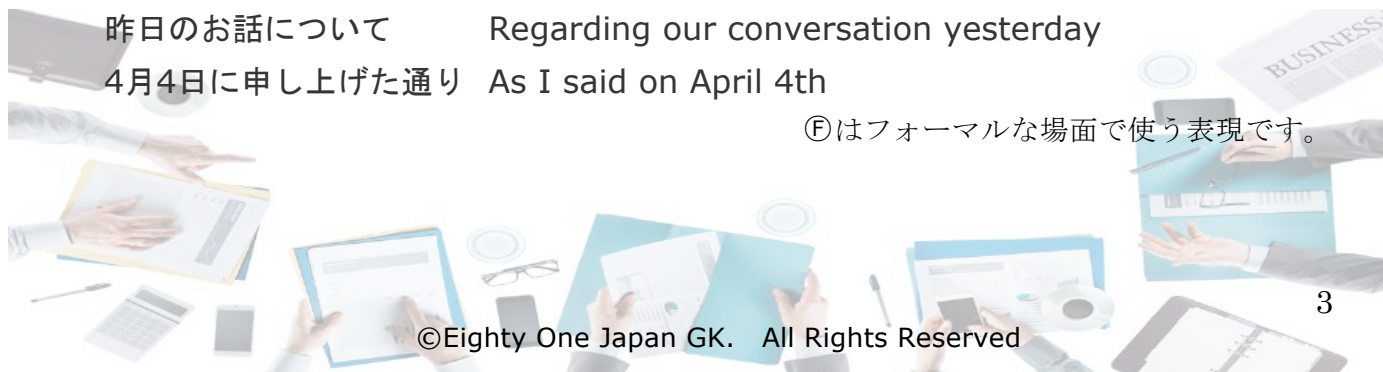 昨日のお話について Regarding our conversation yesterday
BUSINESS
4月4日に申し上げた通り As I said on April 4th
Ⓕはフォーマルな場面で使う表現です。
3
©Eighty One Japan GK. All Rights Reserved